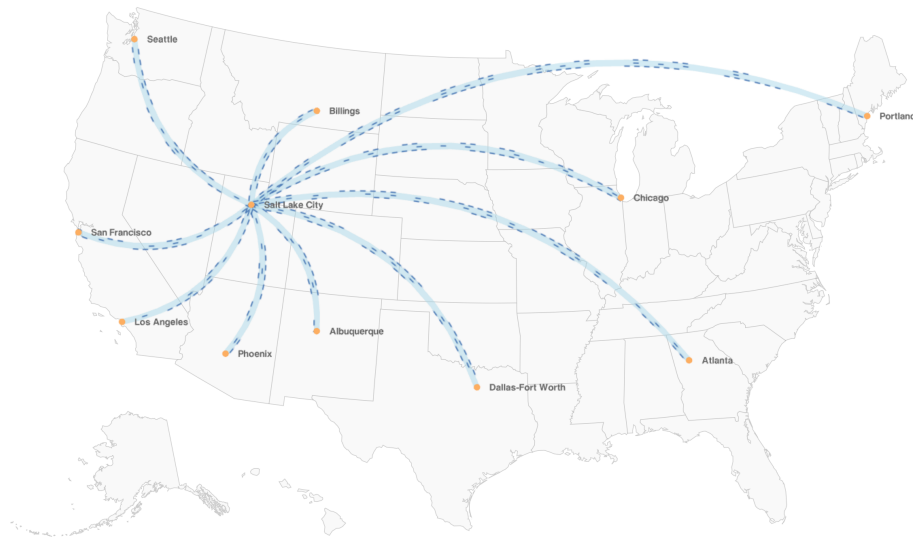 Seattle
Billings
Portland
Chicago
Salt Lake City
San Francisco
Los Angeles
Albuquerque
Phoenix
Atlanta
Dallas-Fort Worth